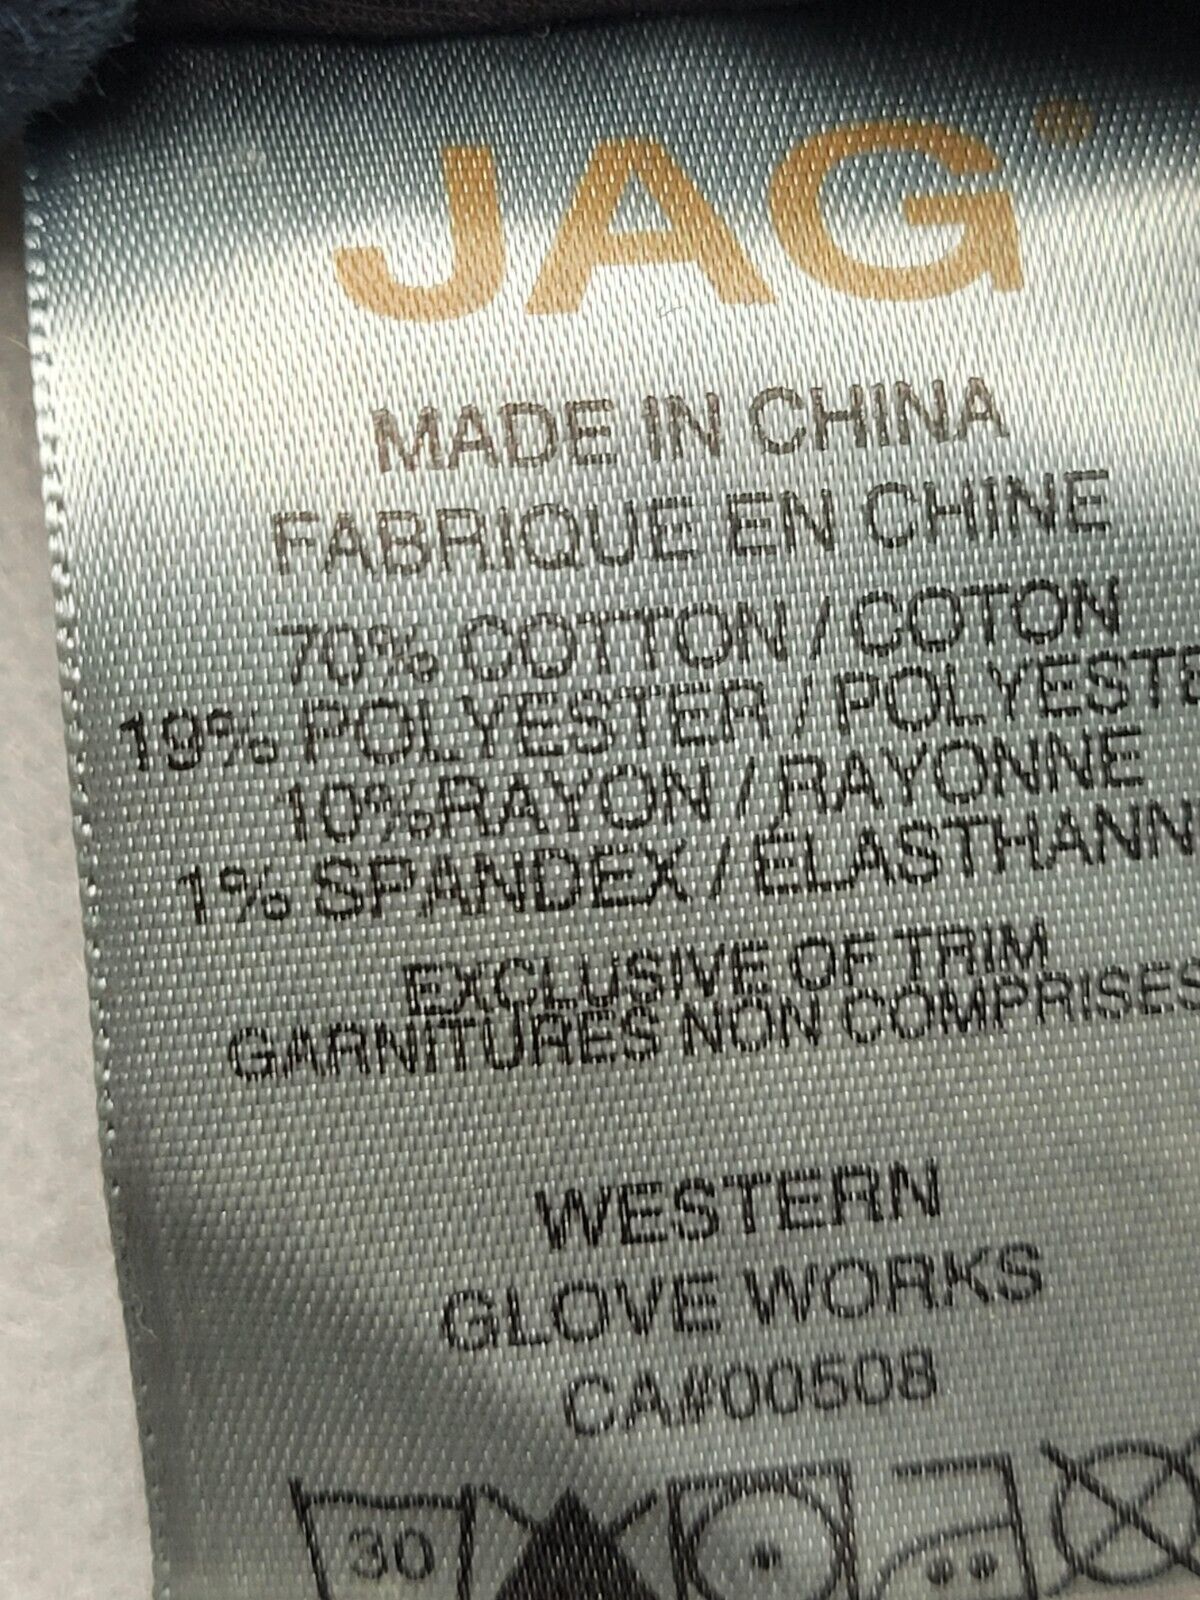 JAG®
MADE IN CHINA
FABRIQUE EN CHINE
70% COTTON / COTON
19% POLYESTER / POLYESTE
10% RAYON / RAYONNE
1% SPANDEX / ÉLASTHANN
EXCLUSIVE OF TRIM
GARNITURES NON COMPRISES
WESTERN
GLOVE WORKS
CA#00508
30